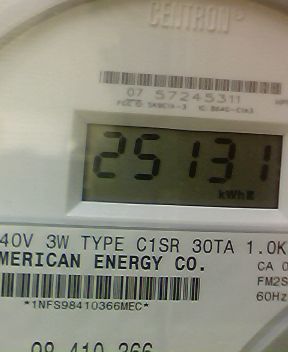 CENTRON®
07 57245311
25131
kWh
40V 3W TYPE C1SR 30TA 1.0K
MERICAN ENERGY CO.
CA 0
FM2S
*1NFS98410366MEC*
60Hz
98 410 366